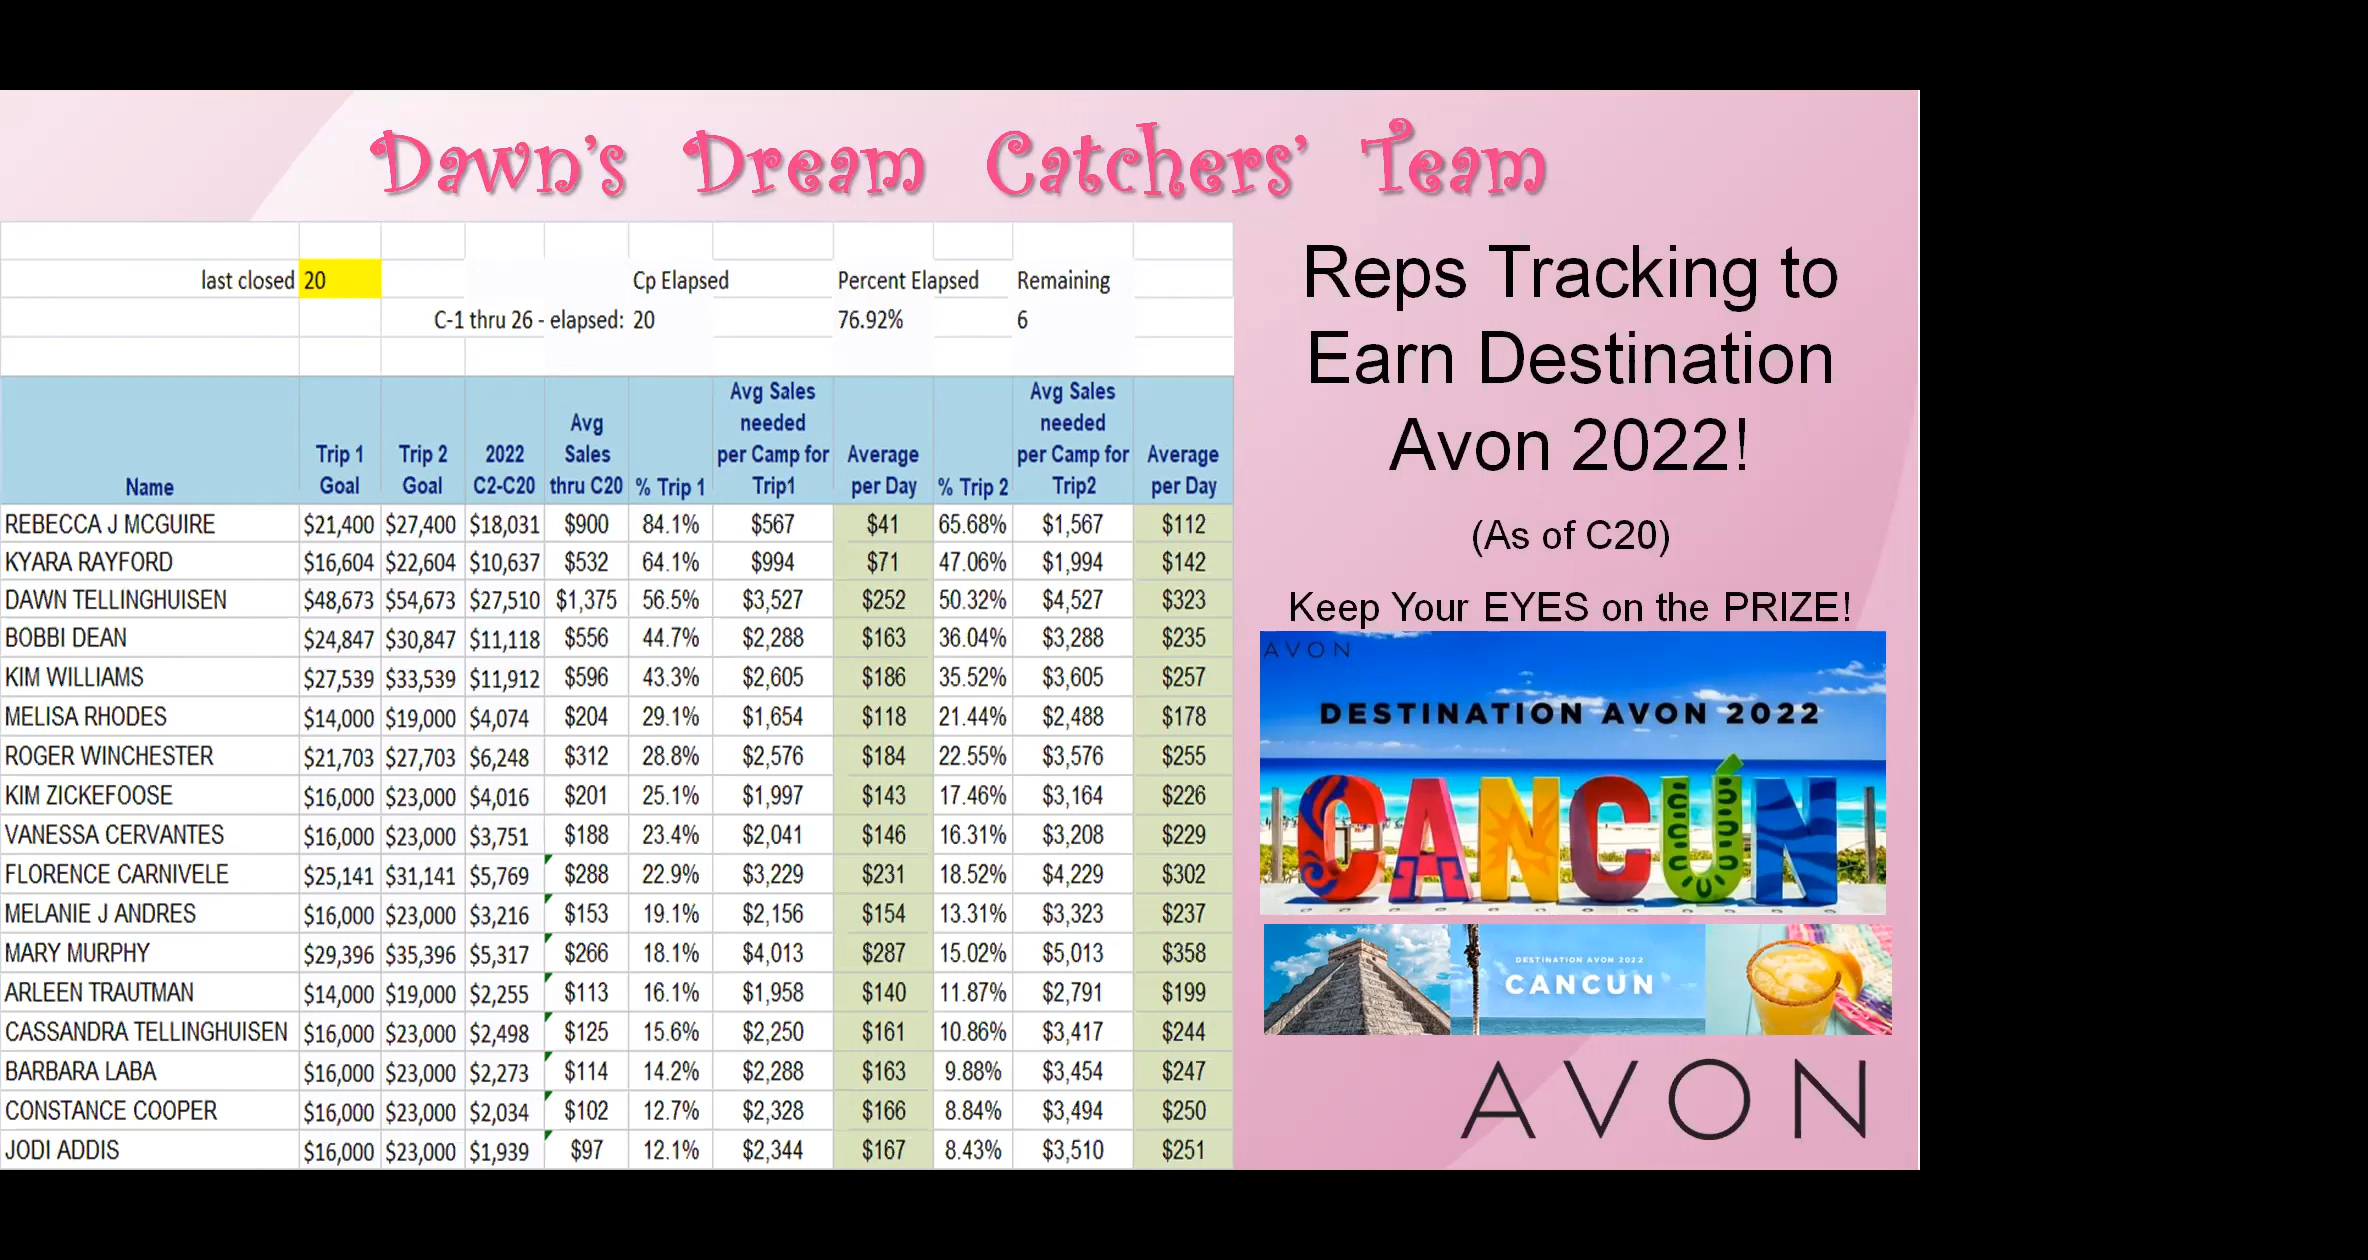 Dawn's Dream Catchers' Team
last closed 20 Cp Elapsed Percent Elapsed Remaining
C-1 thru 26 - elapsed: 20 76.92% 6
Name Trip 1 Goal Trip 2 Goal 2022 C2-C20 Avg Sales thru C20 % Trip 1 Avg Sales needed per Camp for Trip1 Average per Day % Trip 2 Avg Sales needed per Camp for Trip2 Average per Day
REBECCA J MCGUIRE $21,400 $27,400 $18,031 $900 84.1% $567 $41 65.68% $1,567 $112
KYARA RAYFORD $16,604 $22,604 $10,637 $532 64.1% $994 $71 47.06% $1,994 $142
DAWN TELLINGHUISEN $48,673 $54,673 $27,510 $1,375 56.5% $3,527 $252 50.32% $4,527 $323
BOBBI DEAN $24,847 $30,847 $11,118 $556 44.7% $2,288 $163 36.04% $3,288 $235
KIM WILLIAMS $27,539 $33,539 $11,912 $596 43.3% $2,605 $186 35.52% $3,605 $257
MELISA RHODES $14,000 $19,000 $4,074 $204 29.1% $1,654 $118 21.44% $2,488 $178
ROGER WINCHESTER $21,703 $27,703 $6,248 $312 28.8% $2,576 $184 22.55% $3,576 $255
KIM ZICKEFOOSE $16,000 $23,000 $4,016 $201 25.1% $1,997 $143 17.46% $3,164 $226
VANESSA CERVANTES $16,000 $23,000 $3,751 $188 23.4% $2,041 $146 16.31% $3,208 $229
FLORENCE CARNIVELE $25,141 $31,141 $5,769 $288 22.9% $3,229 $231 18.52% $4,229 $302
MELANIE J ANDRES $16,000 $23,000 $3,216 $153 19.1% $2,156 $154 13.31% $3,323 $237
MARY MURPHY $29,396 $35,396 $5,317 $266 18.1% $4,013 $287 15.02% $5,013 $358
ARLEEN TRAUTMAN $14,000 $19,000 $2,255 $113 16.1% $1,958 $140 11.87% $2,791 $199
CASSANDRA TELLINGHUISEN $16,000 $23,000 $2,498 $125 15.6% $2,250 $161 10.86% $3,417 $244
BARBARA LABA $16,000 $23,000 $2,273 $114 14.2% $2,288 $163 9.88% $3,454 $247
CONSTANCE COOPER $16,000 $23,000 $2,034 $102 12.7% $2,328 $166 8.84% $3,494 $250
JODI ADDIS $16,000 $23,000 $1,939 $97 12.1% $2,344 $167 8.43% $3,510 $251
Reps Tracking to
Earn Destination
Avon 2022!
(As of C20)
Keep Your EYES on the PRIZE!
AVON
DESTINATION AVON 2022
CANCÚN
DESTINATION AVON 2022
CANCUN
AVON